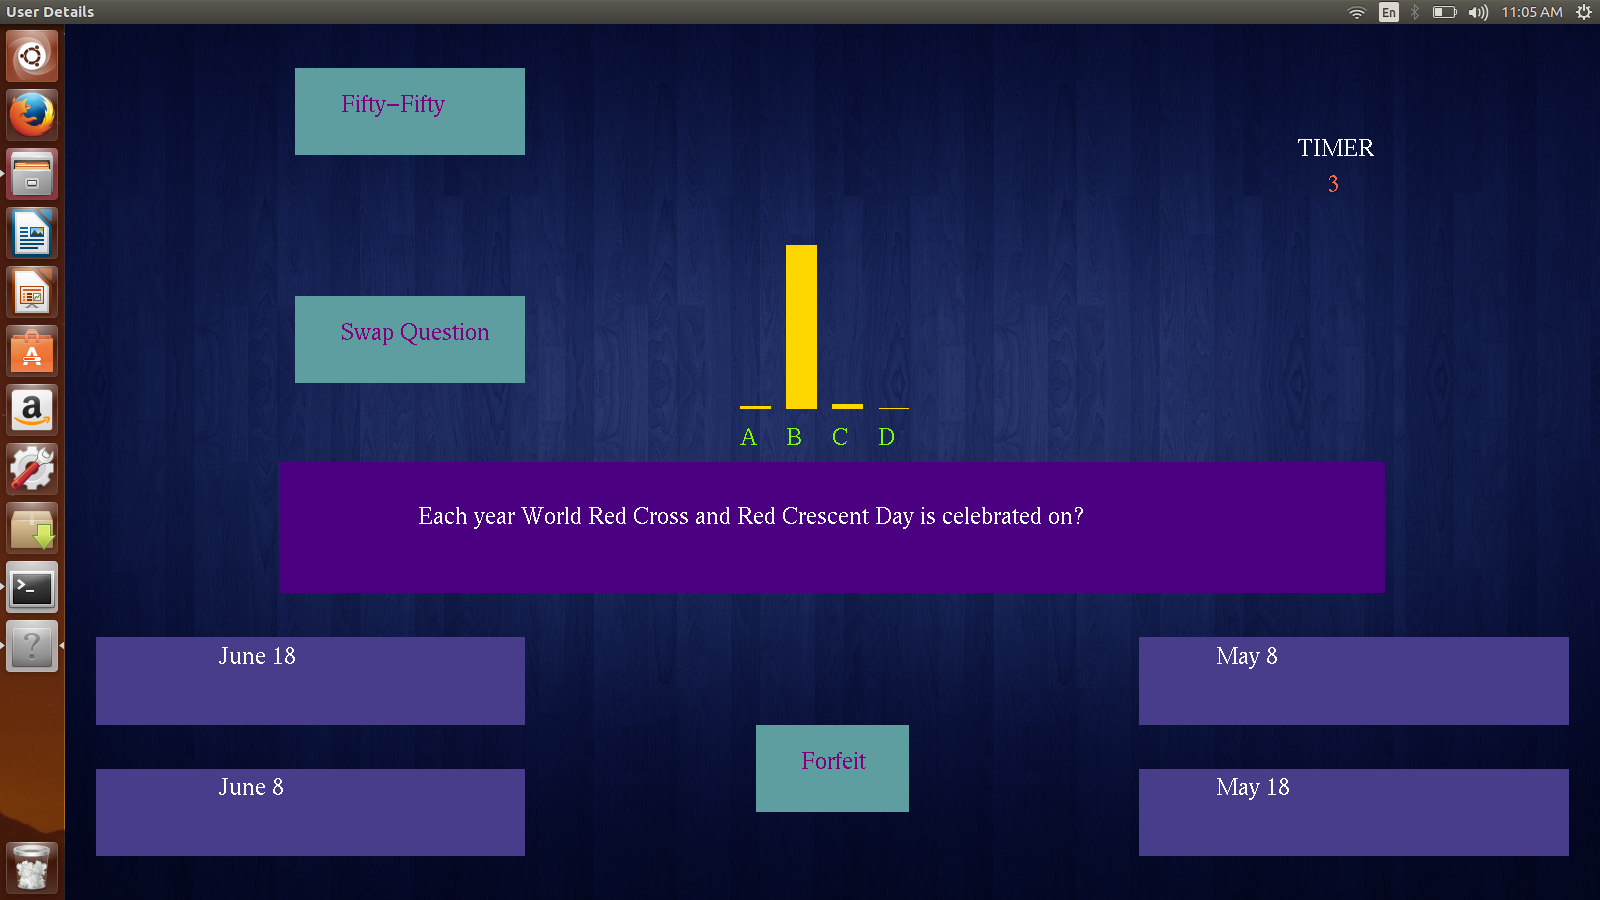 User Details
En
11:05 AM
Fifty-Fifty
TIMER
3
Swap Question
A B C D
Each year World Red Cross and Red Crescent Day is celebrated on?
June 18
May 8
Forfeit
June 8
May 18